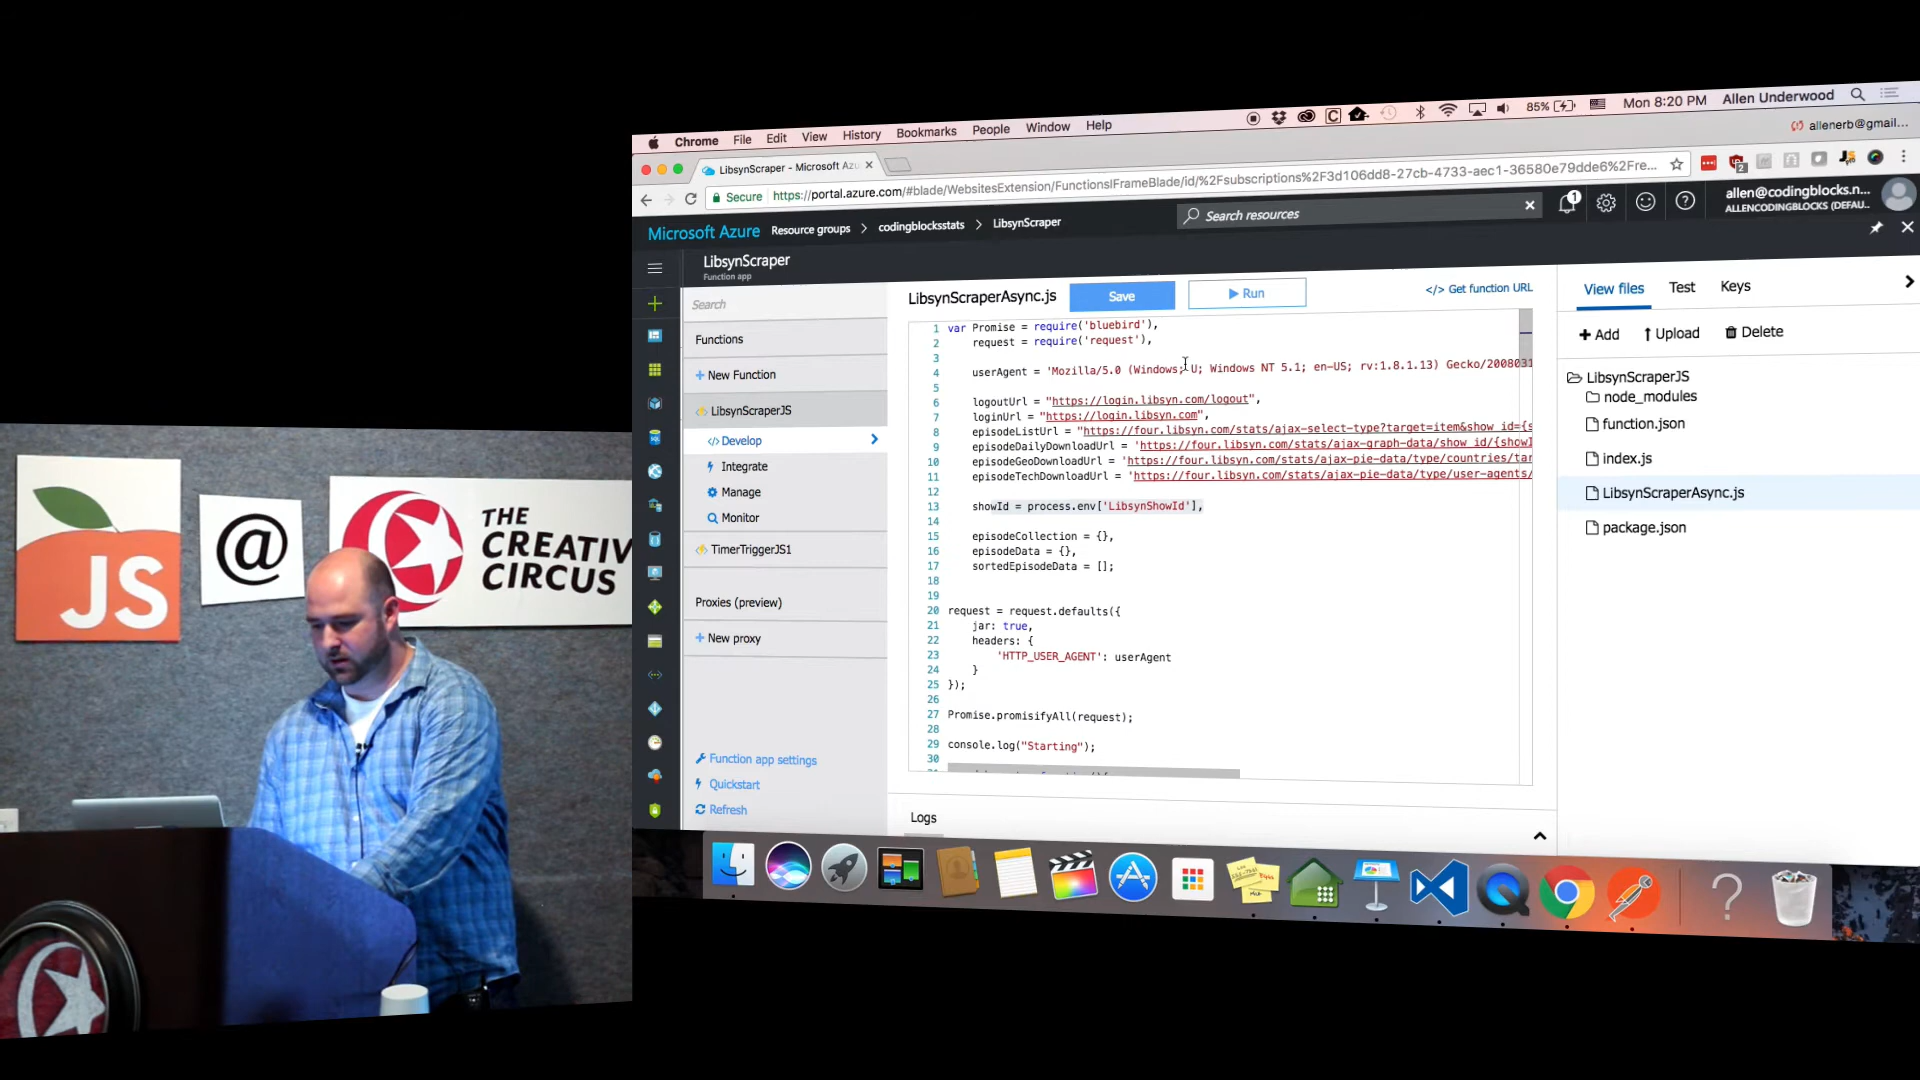 JS
@
THE
CREATIV
CIRCUS
Chrome File Edit View History Bookmarks People Window Help
85% Mon 8:20 PM Allen Underwood
LibsynScraper - Microsoft Azu
allenerb@gmail...
Secure https://portal.azure.com/#blade/WebsitesExtension/FunctionsIFrameBlade/id/%2Fsubscriptions%2F3d106dd8-27cb-4733-aec1-36580e79dde6%2Fre...
2
Microsoft Azure Resource groups > codingblocksstats > LibsynScraper
Search resources
1
allen@codingblocks.n...
ALLENCODINGBLOCKS (DEFAU...
LibsynScraper
Function app
Search
Functions
+ New Function
LibsynScraperJS
</> Develop
Integrate
Manage
Monitor
TimerTriggerJS1
Proxies (preview)
+ New proxy
Function app settings
Quickstart
Refresh
LibsynScraperAsync.js Save Run </> Get function URL
1 var Promise = require('bluebird'),
2 request = require('request'),
3
4 userAgent = 'Mozilla/5.0 (Windows; U; Windows NT 5.1; en-US; rv:1.8.1.13) Gecko/20080311
5
6 logoutUrl = "https://login.libsyn.com/logout",
7 loginUrl = "https://login.libsyn.com",
8 episodeListUrl = "https://four.libsyn.com/stats/ajax-select-type?target=item&show_id={s
9 episodeDailyDownloadUrl = 'https://four.libsyn.com/stats/ajax-graph-data/show_id/{showI
10 episodeGeoDownloadUrl = 'https://four.libsyn.com/stats/ajax-pie-data/type/countries/tar
11 episodeTechDownloadUrl = 'https://four.libsyn.com/stats/ajax-pie-data/type/user-agents/
12
13 showId = process.env['LibsynShowId'],
14
15 episodeCollection = {},
16 episodeData = {},
17 sortedEpisodeData = [];
18
19
20 request = request.defaults({
21 jar: true,
22 headers: {
23 'HTTP_USER_AGENT': userAgent
24 }
25 });
26
27 Promise.promisifyAll(request);
28
29 console.log("Starting");
30
Logs
View files Test Keys
+ Add Upload Delete
LibsynScraperJS
node_modules
function.json
index.js
LibsynScraperAsync.js
package.json